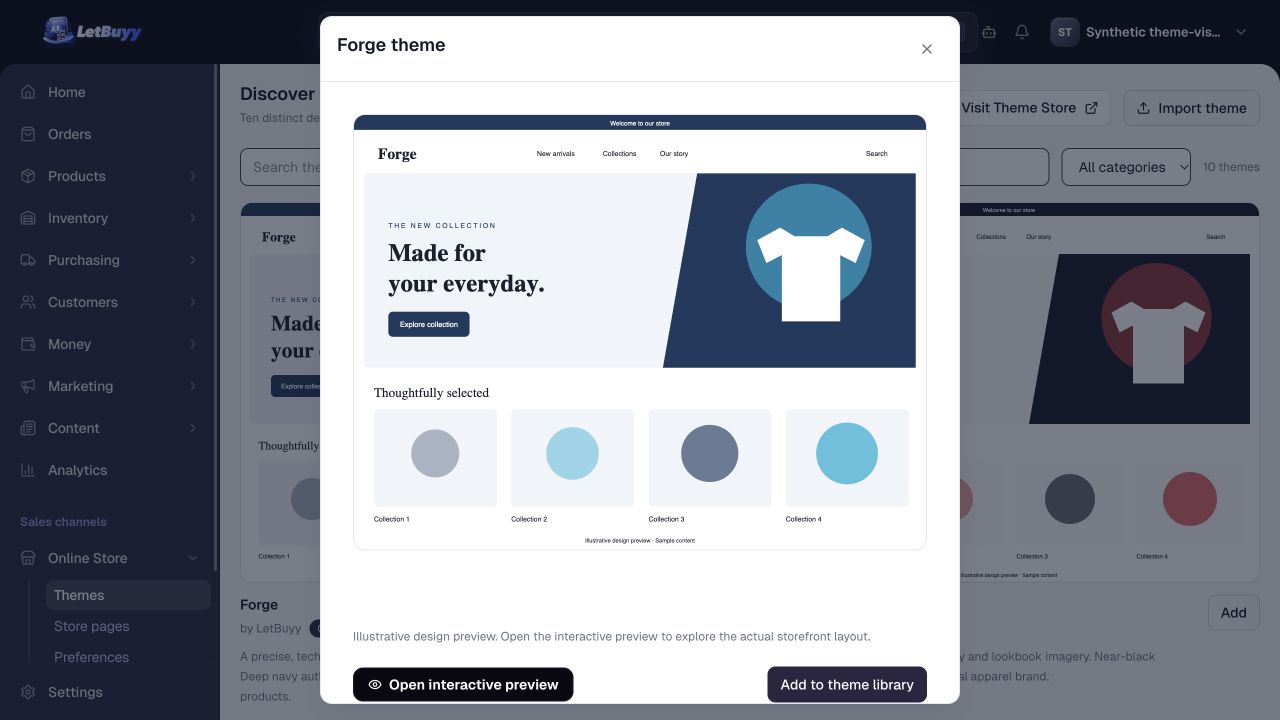 LetBuyy
ST
Synthetic theme-vis...
Home
Orders
Products
Inventory
Purchasing
Customers
Money
Marketing
Content
Analytics
Sales channels
Online Store
Themes
Store pages
Preferences
Settings
Discover
Ten distinct de
Visit Theme Store
Import theme
Search the
All categories
10 themes
Forge
THE NEW CO
Made
your
Explore collec
Thoughtfully
Collection 1
Forge
by LetBuyy
A precise, tech
Deep navy aut
products.
Forge theme
Welcome to our store
Forge
New arrivals
Collections
Our story
Search
THE NEW COLLECTION
Made for
your everyday.
Explore collection
Thoughtfully selected
Collection 1
Collection 2
Collection 3
Collection 4
Illustrative design preview · Sample content
Illustrative design preview. Open the interactive preview to explore the actual storefront layout.
Open interactive preview
Add to theme library
Welcome to our store
Collections
Our story
Search
Collection 3
Collection 4
Illustrative design preview · Sample content
Add
y and lookbook imagery. Near-black
al apparel brand.